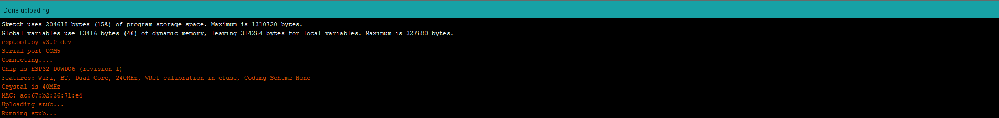 Done uploading.
Sketch uses 204618 bytes (15%) of program storage space. Maximum is 1310720 bytes.
Global variables use 13416 bytes (4%) of dynamic memory, leaving 314264 bytes for local variables. Maximum is 327680 bytes.
esptool.py v3.0-dev
Serial port COM5
Connecting....
Chip is ESP32-D0WDQ6 (revision 1)
Features: WiFi, BT, Dual Core, 240MHz, VRef calibration in efuse, Coding Scheme None
Crystal is 40MHz
MAC: ac:67:b2:36:71:e4
Uploading stub...
Running stub...